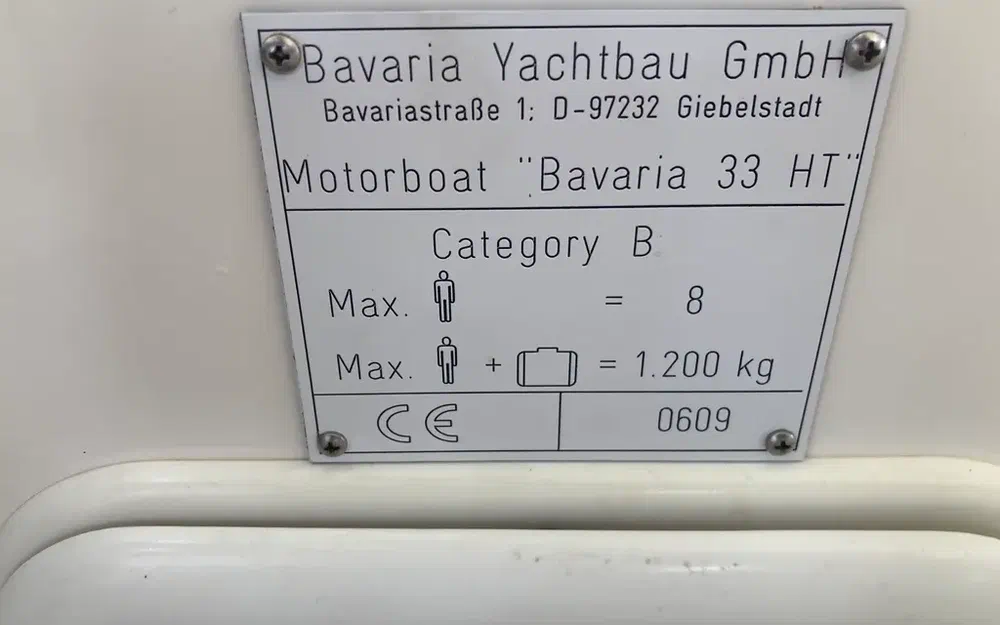 Bavaria Yachtbau GmbH
Bavariastraße 1; D-97232 Giebelstadt
Motorboat "Bavaria 33 HT"
Category B
Max. = 8
Max. + = 1.200 kg
CE 0609